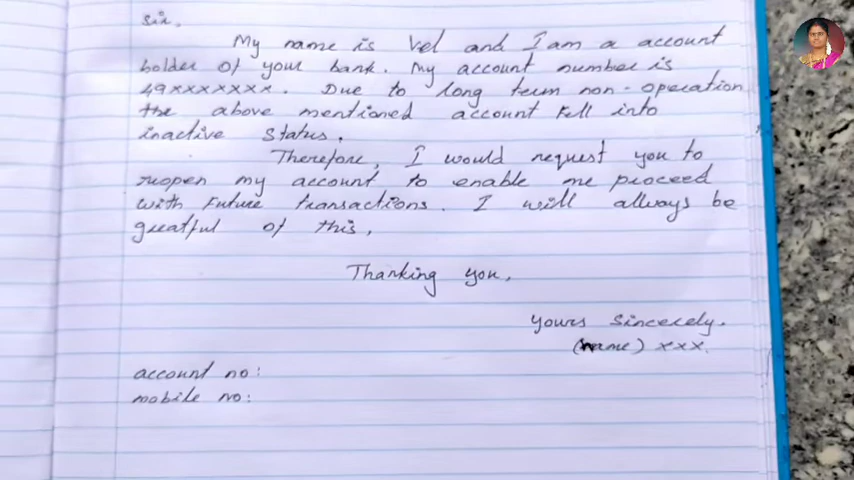 Sir,
My name is Vel and I am a account
holder of your bank. My account number is
49xxxxxxxx. Due to long term non-operation
the above mentioned account fell into
inactive status.
Therefore, I would request you to
reopen my account to enable me proceed
with future transactions. I will allways be
greatful of this,
Thanking you,
Yours Sincerely.
(Name) xxx.
account no:
mobile no: